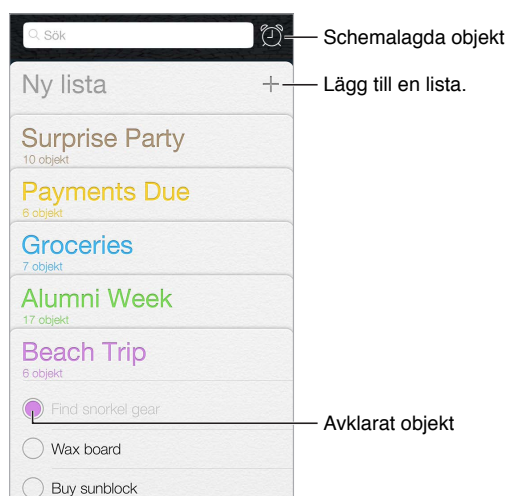 Sök
Schemalagda objekt
Ny lista
Lägg till en lista.
Surprise Party
10 objekt
Payments Due
6 objekt
Groceries
7 objekt
Alumni Week
17 objekt
Beach Trip
6 objekt
Find snorkel gear
Avklarat objekt
Wax board
Buy sunblock